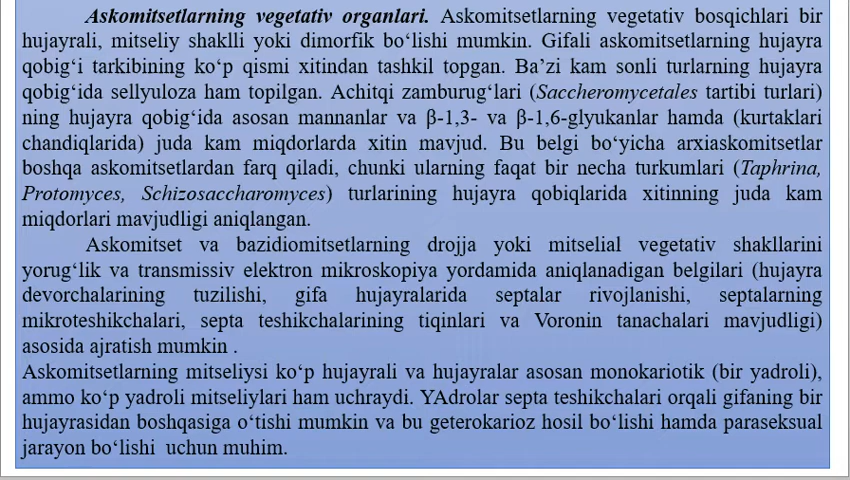 Askomitsetlarning vegetativ organlari. Askomitsetlarning vegetativ bosqichlari bir
hujayrali, mitseliy shaklli yoki dimorfik bo‘lishi mumkin. Gifali askomitsetlarning hujayra
qobig‘i tarkibining ko‘p qismi xitindan tashkil topgan. Ba’zi kam sonli turlarning hujayra
qobig‘ida sellyuloza ham topilgan. Achitqi zamburug‘lari (Saccheromycetales tartibi turlari)
ning hujayra qobig‘ida asosan mannanlar va β-1,3- va β-1,6-glyukanlar hamda (kurtaklari
chandiqlarida) juda kam miqdorlarda xitin mavjud. Bu belgi bo‘yicha arxiaskomitsetlar
boshqa askomitsetlardan farq qiladi, chunki ularning faqat bir necha turkumlari (Taphrina,
Protomyces, Schizosaccharomyces) turlarining hujayra qobiqlarida xitinning juda kam
miqdorlari mavjudligi aniqlangan.
Askomitset va bazidiomitsetlarning drojja yoki mitselial vegetativ shakllarini
yorug‘lik va transmissiv elektron mikroskopiya yordamida aniqlanadigan belgilari (hujayra
devorchalarining tuzilishi, gifa hujayralarida septalar rivojlanishi, septalarning
mikroteshikchalari, septa teshikchalarining tiqinlari va Voronin tanachalari mavjudligi)
asosida ajratish mumkin .
Askomitsetlarning mitseliysi ko‘p hujayrali va hujayralar asosan monokariotik (bir yadroli),
ammo ko‘p yadroli mitseliylari ham uchraydi. YAdrolar septa teshikchalari orqali gifaning bir
hujayrasidan boshqasiga o‘tishi mumkin va bu geterokarioz hosil bo‘lishi hamda paraseksual
jarayon bo‘lishi uchun muhim.